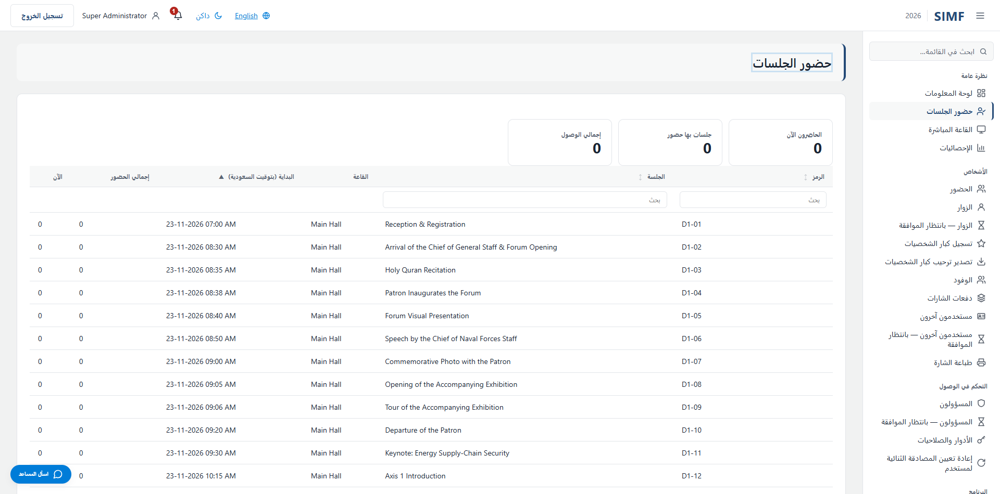 SIMF
2026
English
داكن
1
Super Administrator
تسجيل الخروج
ابحث في القائمة...
نظرة عامة
لوحة المعلومات
حضور الجلسات
القاعة المباشرة
الإحصائيات
الأشخاص
الحضور
الزوار
الزوار — بانتظار الموافقة
تسجيل كبار الشخصيات
تصدير ترحيب كبار الشخصيات
الوفود
دفعات الشارات
مستخدمون آخرون
مستخدمون آخرون — بانتظار
الموافقة
طباعة الشارة
التحكم في الوصول
المسؤولون
المسؤولون — بانتظار الموافقة
الأدوار والصلاحيات
إعادة تعيين المصادقة الثنائية
لمستخدم
البرنامج
حضور الجلسات
الحاضرون الآن
0
جلسات بها حضور
0
إجمالي الوصول
0
الرمز الجلسة القاعة البداية (بتوقيت السعودية) ▲ إجمالي الحضور الآن
بحث بحث
D1-01 Reception & Registration Main Hall 23-11-2026 07:00 AM 0 0
D1-02 Arrival of the Chief of General Staff & Forum Opening Main Hall 23-11-2026 08:30 AM 0 0
D1-03 Holy Quran Recitation Main Hall 23-11-2026 08:35 AM 0 0
D1-04 Patron Inaugurates the Forum Main Hall 23-11-2026 08:38 AM 0 0
D1-05 Forum Visual Presentation Main Hall 23-11-2026 08:40 AM 0 0
D1-06 Speech by the Chief of Naval Forces Staff Main Hall 23-11-2026 08:50 AM 0 0
D1-07 Commemorative Photo with the Patron Main Hall 23-11-2026 09:00 AM 0 0
D1-08 Opening of the Accompanying Exhibition Main Hall 23-11-2026 09:05 AM 0 0
D1-09 Tour of the Accompanying Exhibition Main Hall 23-11-2026 09:06 AM 0 0
D1-10 Departure of the Patron Main Hall 23-11-2026 09:20 AM 0 0
D1-11 Keynote: Energy Supply-Chain Security Main Hall 23-11-2026 09:30 AM 0 0
D1-12 Axis 1 Introduction Main Hall 23-11-2026 10:15 AM 0
اسأل المساعد